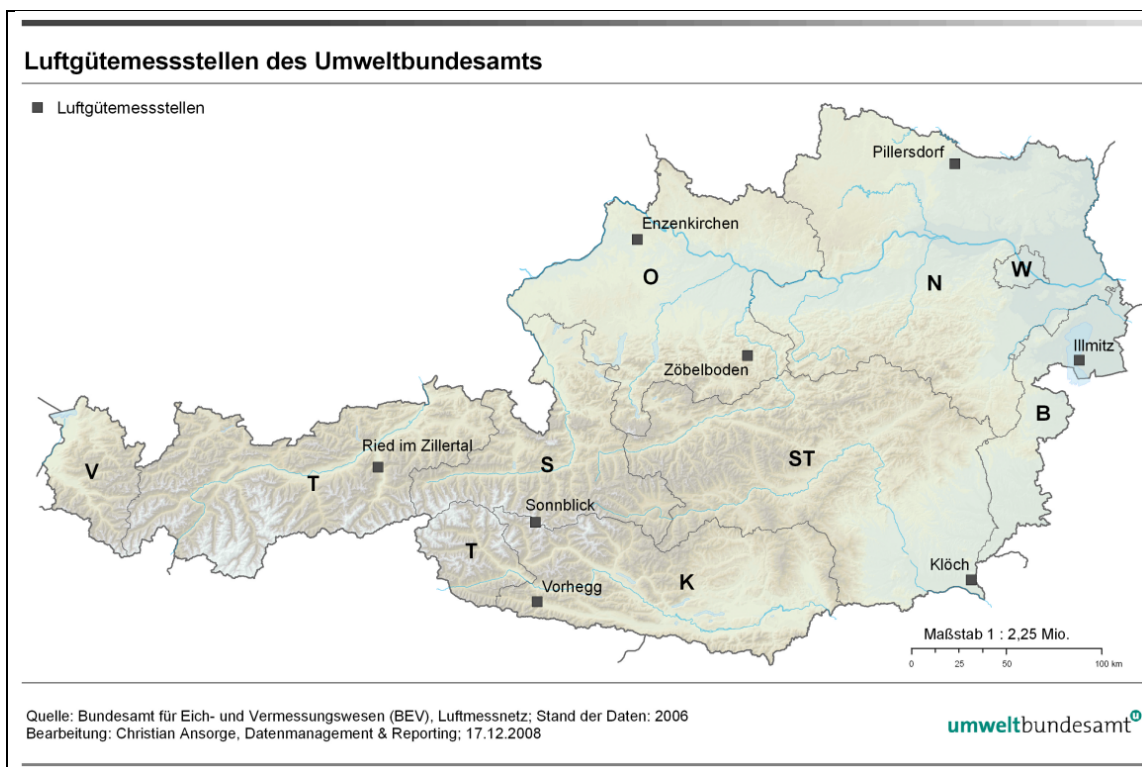 Luftgütemessstellen des Umweltbundesamts
Luftgütemessstellen
Pillersdorf
Enzenkirchen
O
N
W
Illmitz
Zöbelboden
B
Ried im Zillertal
V
T
S
ST
Sonnblick
T
K
Vorhegg
Klöch
Maßstab 1 : 2,25 Mio.
0 25 50 100 km
Quelle: Bundesamt für Eich- und Vermessungswesen (BEV), Luftmessnetz; Stand der Daten: 2006
Bearbeitung: Christian Ansorge, Datenmanagement & Reporting; 17.12.2008
umweltbundesamt u